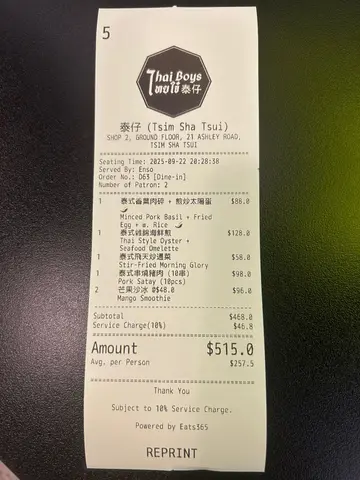 5
Thai Boys
ไทยโบ้ 泰仔
泰仔 (Tsim Sha Tsui)
SHOP 2, GROUND FLOOR, 21 ASHLEY ROAD,
TSIM SHA TSUI
Seating Time: 2025-09-22 20:28:38
Served By: Enso
Order No.: D63 [Dine-in]
Number of Patron: 2
1 泰式香葉肉碎 + 煎炒太陽蛋 $88.0
Minced Pork Basil + Fried
Egg + w. Rice
1 泰式蠔餅海鮮煎 $128.0
Thai Style Oyster +
Seafood Omelette
1 泰式飛天炒通菜 $58.0
Stir-Fried Morning Glory
1 泰式串燒豬肉 (10串) $98.0
Pork Satay (10pcs)
2 芒果沙冰 @$48.0 $96.0
Mango Smoothie
Subtotal $468.0
Service Charge(10%) $46.8
Amount $515.0
Avg. per Person $257.5
Thank You
Subject to 10% Service Charge.
Powered by Eats365
REPRINT